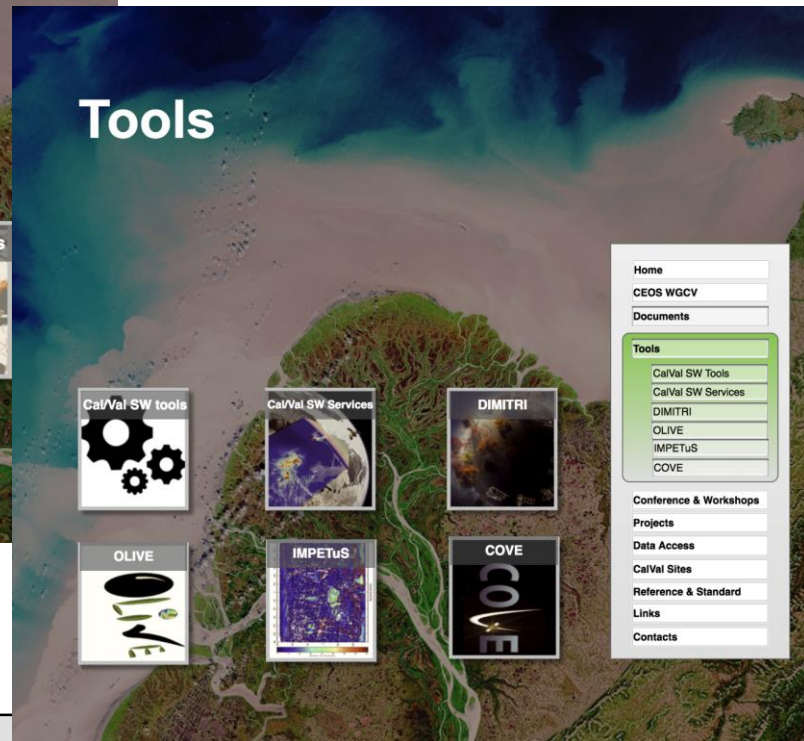 Tools
s
Cal/Val SW tools
Cal/Val SW Services
DIMITRI
OLIVE
IMPETuS
COVE
OLIVE
COVE
Home
CEOS WGCV
Documents
Tools
CalVal SW Tools
CalVal SW Services
DIMITRI
OLIVE
IMPETuS
COVE
Conference & Workshops
Projects
Data Access
CalVal Sites
Reference & Standard
Links
Contacts